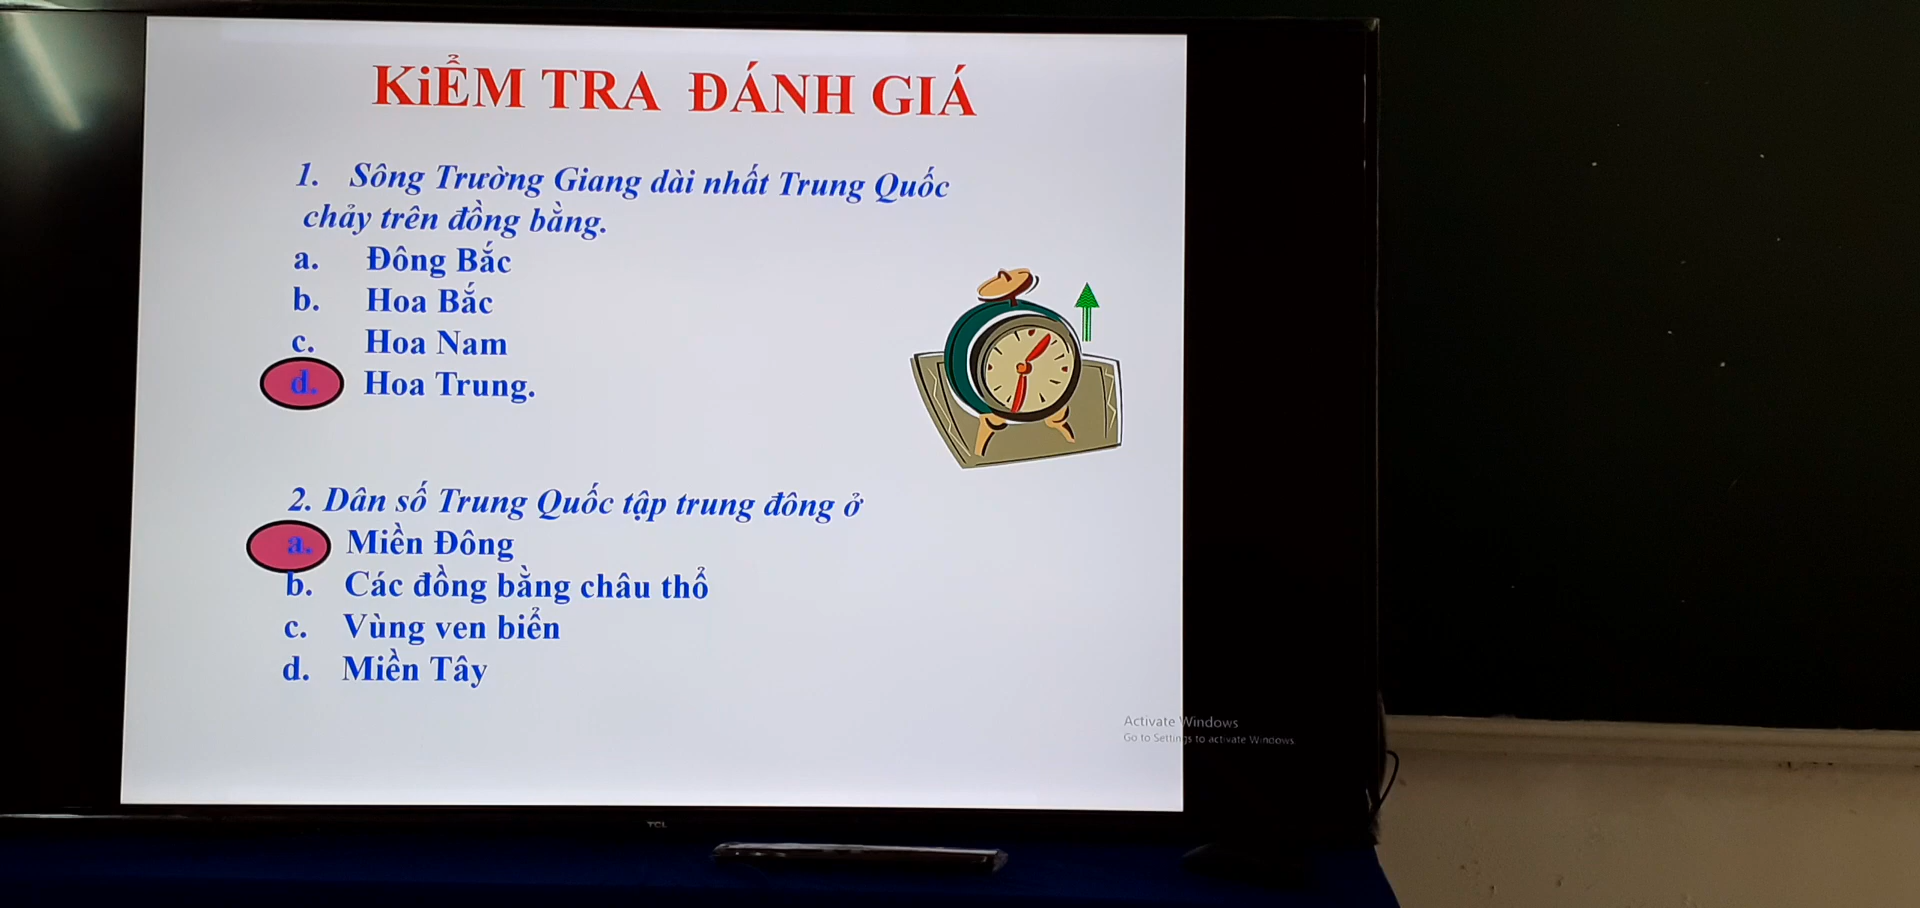 KiỂM TRA ĐÁNH GIÁ
1. Sông Trường Giang dài nhất Trung Quốc
chảy trên đồng bằng.
a. Đông Bắc
b. Hoa Bắc
c. Hoa Nam
d. Hoa Trung.
2. Dân số Trung Quốc tập trung đông ở
a. Miền Đông
b. Các đồng bằng châu thổ
c. Vùng ven biển
d. Miền Tây
Activate Windows
Go to Settings to activate Windows
TCL